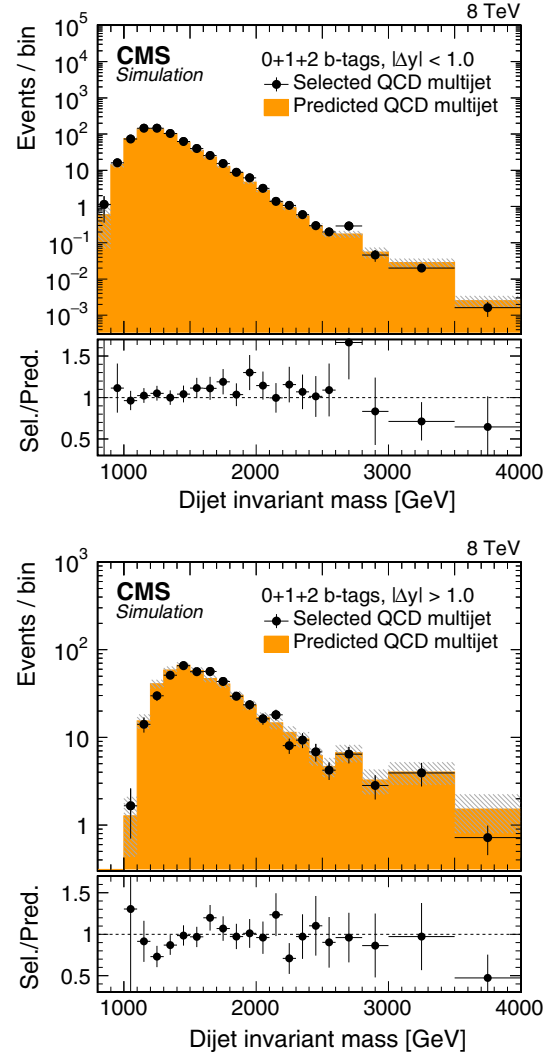 8 TeV
CMS
Simulation
0+1+2 b-tags, |Δy| < 1.0
Selected QCD multijet
Predicted QCD multijet
Events / bin
10^5
10^4
10^3
10^2
10
1
10^-1
10^-2
10^-3
Sel./Pred.
1.5
1
0.5
1000 2000 3000 4000
Dijet invariant mass [GeV]
8 TeV
CMS
Simulation
0+1+2 b-tags, |Δy| > 1.0
Selected QCD multijet
Predicted QCD multijet
Events / bin
10^3
10^2
10
1
Sel./Pred.
1.5
1.0
0.5
1000 2000 3000 4000
Dijet invariant mass [GeV]